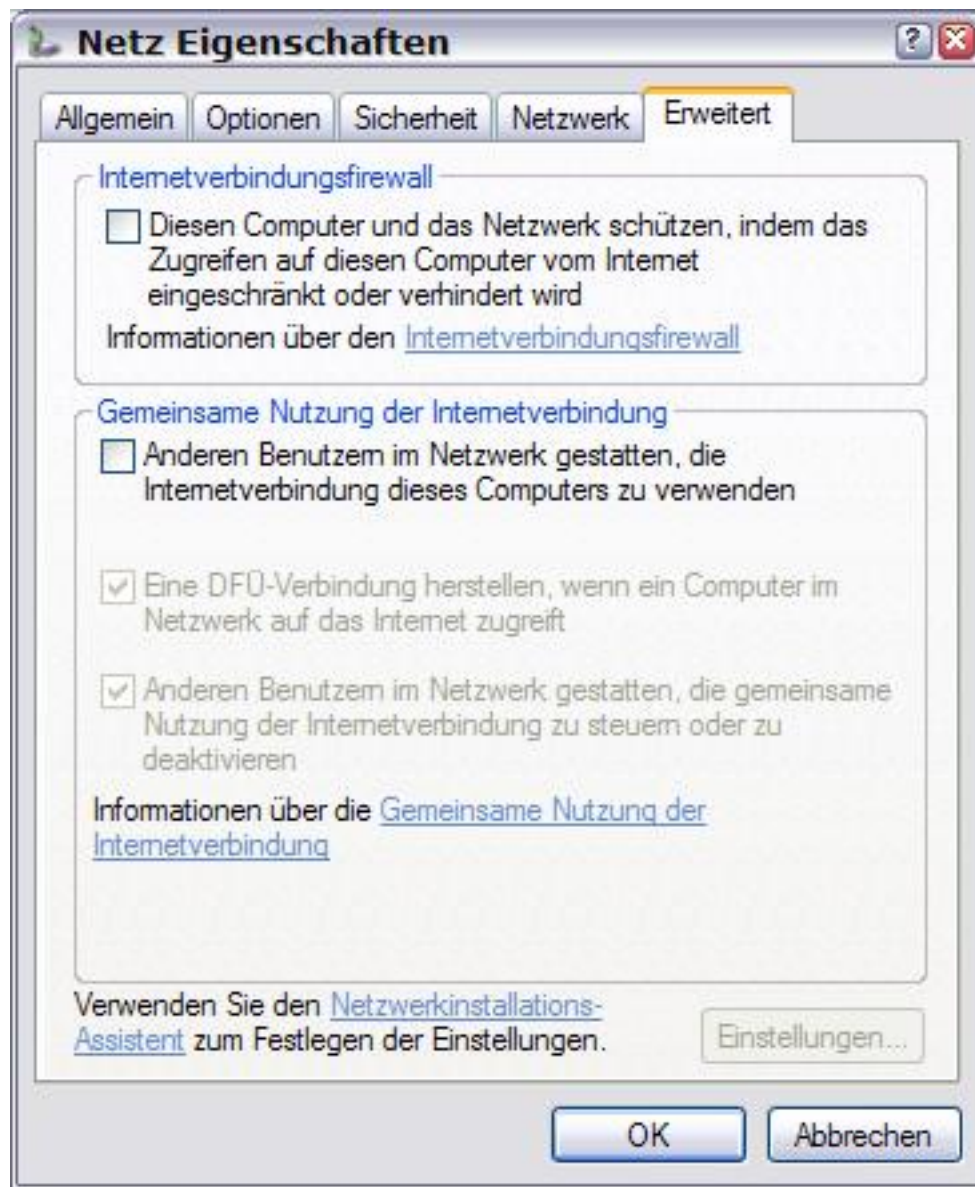 Netz Eigenschaften
Allgemein Optionen Sicherheit Netzwerk Erweitert
Internetverbindungsfirewall
Diesen Computer und das Netzwerk schützen, indem das
Zugreifen auf diesen Computer vom Internet
eingeschränkt oder verhindert wird
Informationen über den Internetverbindungsfirewall
Gemeinsame Nutzung der Internetverbindung
Anderen Benutzern im Netzwerk gestatten, die
Internetverbindung dieses Computers zu verwenden
Eine DFÜ-Verbindung herstellen, wenn ein Computer im
Netzwerk auf das Internet zugreift
Anderen Benutzern im Netzwerk gestatten, die gemeinsame
Nutzung der Internetverbindung zu steuern oder zu
deaktivieren
Informationen über die Gemeinsame Nutzung der
Internetverbindung
Verwenden Sie den Netzwerkinstallations-
Assistent zum Festlegen der Einstellungen.
Einstellungen...
OK Abbrechen